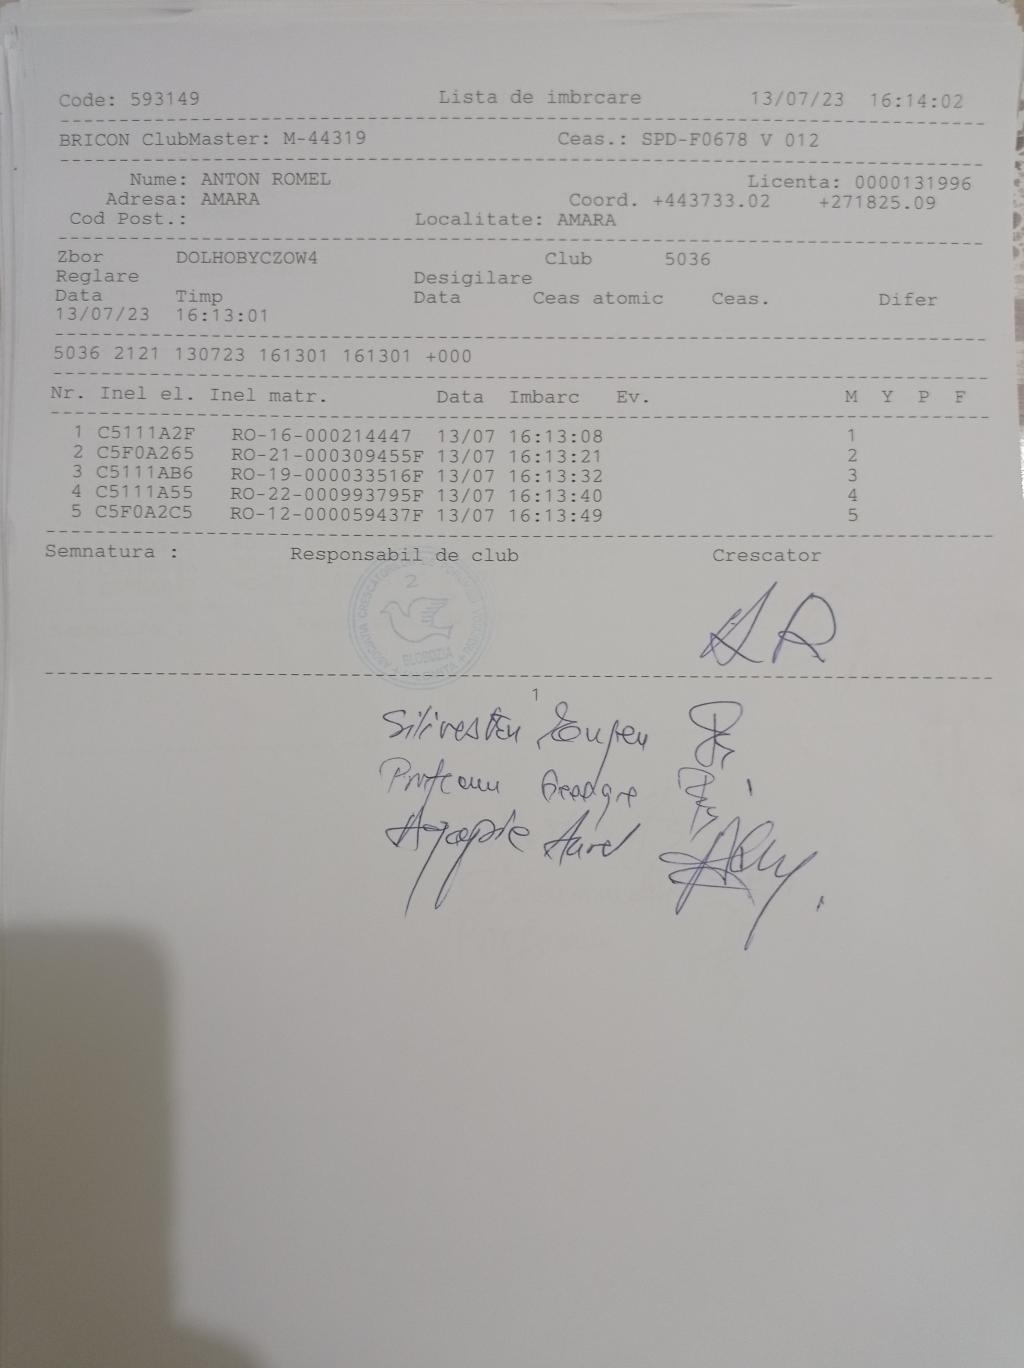 Code: 593149 Lista de imbrcare 13/07/23 16:14:02
BRICON ClubMaster: M-44319 Ceas.: SPD-F0678 V 012
Nume: ANTON ROMEL Licenta: 0000131996
Adresa: AMARA Coord. +443733.02 +271825.09
Cod Post.: Localitate: AMARA
Zbor DOLHOBYCZOW4 Club 5036
Reglare Desigilare
Data Timp Data Ceas atomic Ceas. Difer
13/07/23 16:13:01
5036 2121 130723 161301 161301 +000
Nr. Inel el. Inel matr. Data Imbarc Ev. M Y P F
1 C5111A2F RO-16-000214447 13/07 16:13:08 1
2 C5F0A265 RO-21-000309455F 13/07 16:13:21 2
3 C5111AB6 RO-19-000033516F 13/07 16:13:32 3
4 C5111A55 RO-22-000993795F 13/07 16:13:40 4
5 C5F0A2C5 RO-12-000059437F 13/07 16:13:49 5
Semnatura : Responsabil de club Crescator
2
SLOBOZIA
AR
1
Aurel